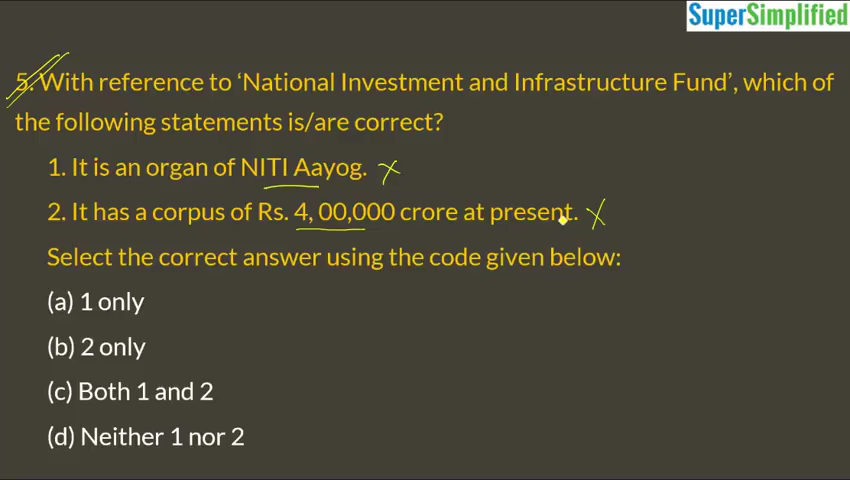 SuperSimplified
5. With reference to ‘National Investment and Infrastructure Fund’, which of
the following statements is/are correct?
1. It is an organ of NITI Aayog. ×
2. It has a corpus of Rs. 4, 00,000 crore at present. ×
Select the correct answer using the code given below:
(a) 1 only
(b) 2 only
(c) Both 1 and 2
(d) Neither 1 nor 2